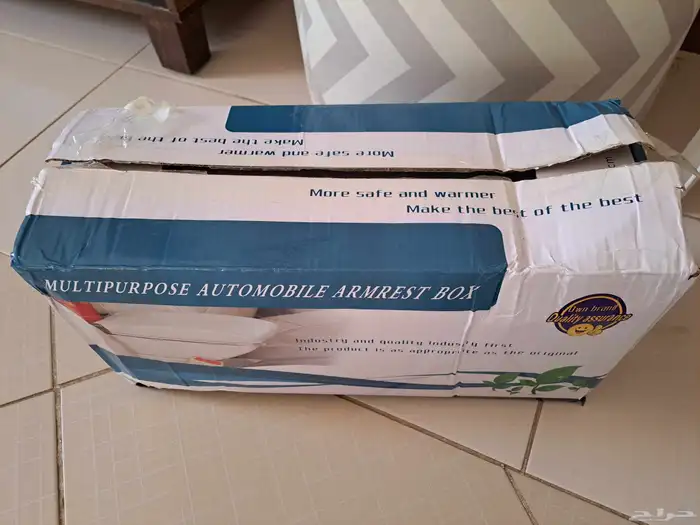 Make the best of the
More safe and warmer
cm
More safe and warmer
Make the best of the best
MULTIPURPOSE AUTOMOBILE ARMREST BOX
Own brand
Quality assurance
Industry and quality Industry first
The product is as appropriate as the original
حراج